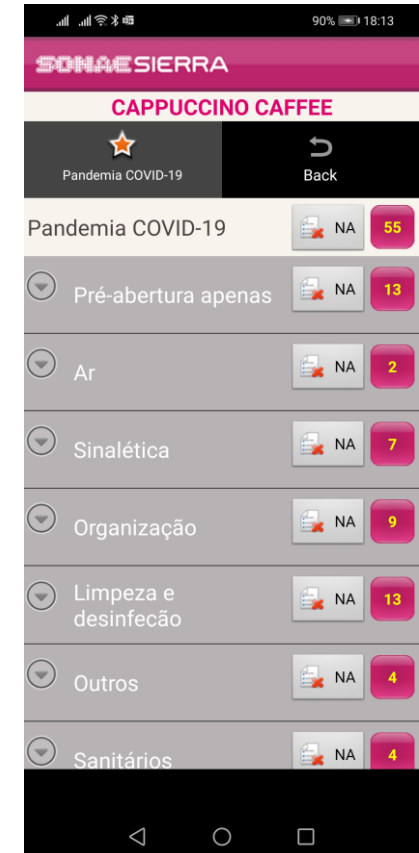 90% 18:13
SONAE SIERRA
CAPPUCCINO CAFFEE
Pandemia COVID-19
Back
Pandemia COVID-19 NA 55
Pré-abertura apenas NA 13
Ar NA 2
Sinalética NA 7
Organização NA 9
Limpeza e
desinfecão NA 13
Outros NA 4
Sanitários NA 4